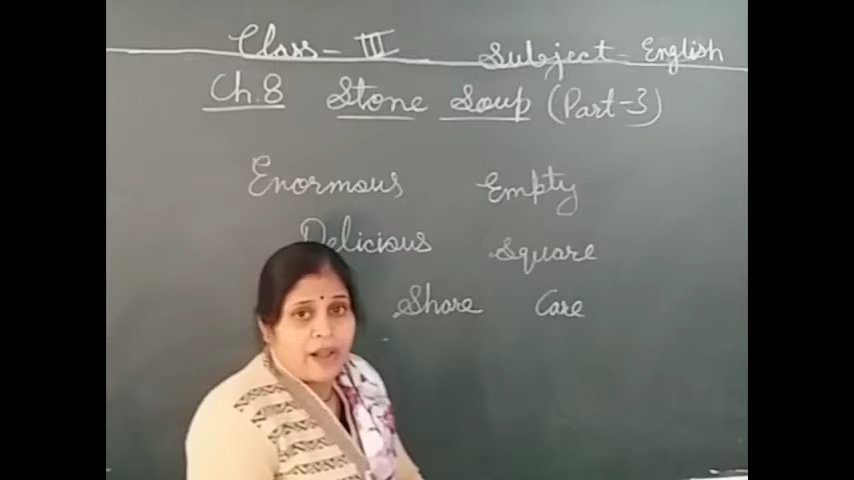 Class - III Subject - English
Ch. 8 Stone Soup (Part-3)
Enormous Empty
Delicious Square
Share Care